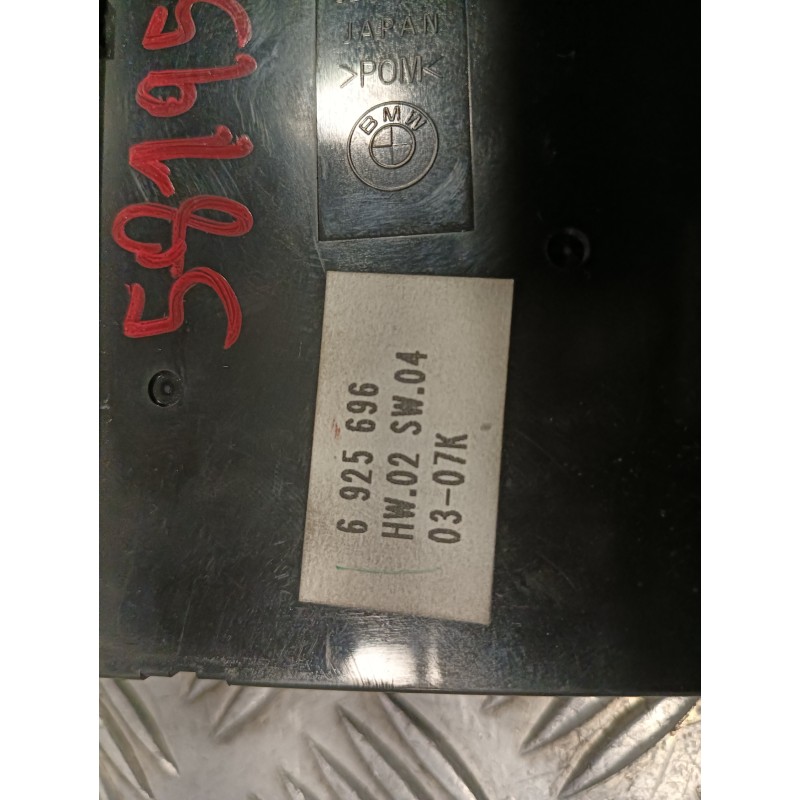 JAPAN
>POM<
BMW
58195
6 925 696
HW.02 SW.04
03-07K